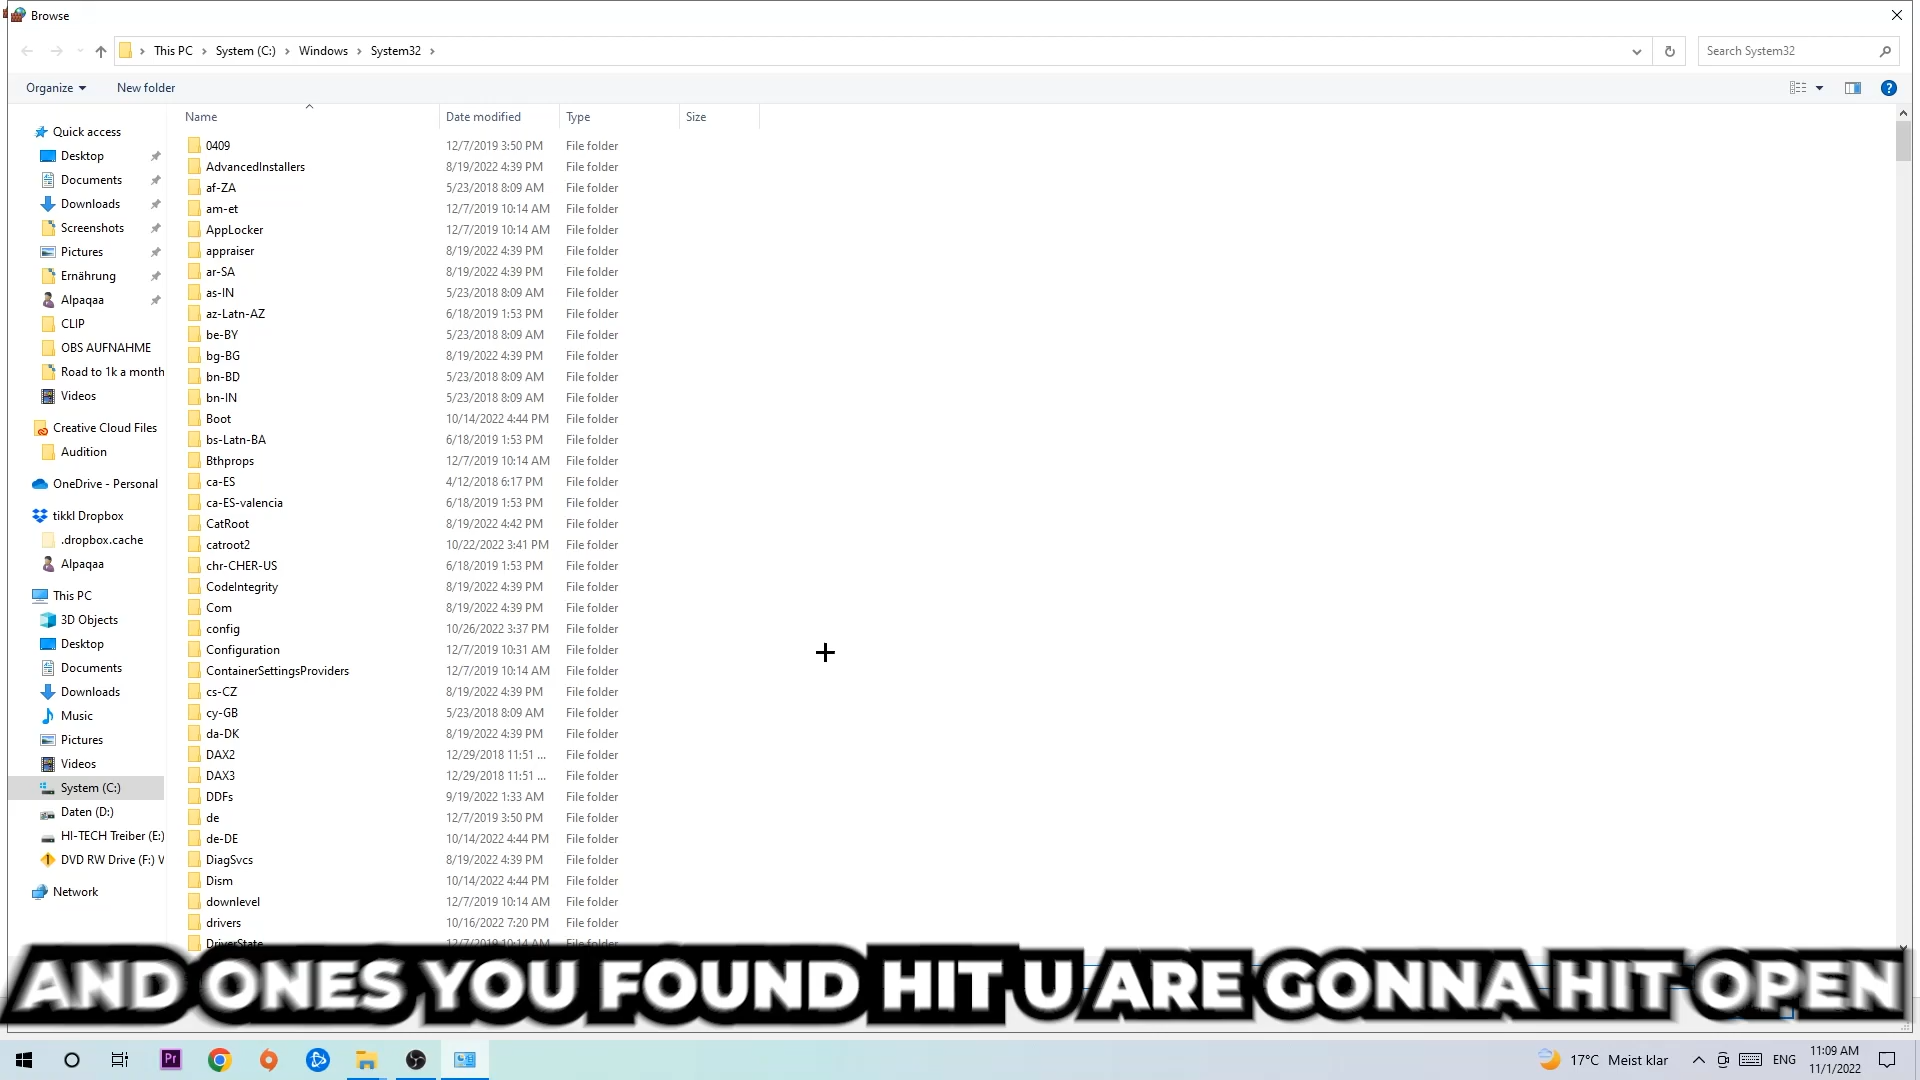 Browse
This PC > System (C:) > Windows > System32 >
Search System32
Organize
New folder
Name Date modified Type Size
0409 12/7/2019 3:50 PM File folder
AdvancedInstallers 8/19/2022 4:39 PM File folder
af-ZA 5/23/2018 8:09 AM File folder
am-et 12/7/2019 10:14 AM File folder
AppLocker 12/7/2019 10:14 AM File folder
appraiser 8/19/2022 4:39 PM File folder
ar-SA 8/19/2022 4:39 PM File folder
as-IN 5/23/2018 8:09 AM File folder
az-Latn-AZ 6/18/2019 1:53 PM File folder
be-BY 5/23/2018 8:09 AM File folder
bg-BG 8/19/2022 4:39 PM File folder
bn-BD 5/23/2018 8:09 AM File folder
bn-IN 5/23/2018 8:09 AM File folder
Boot 10/14/2022 4:44 PM File folder
bs-Latn-BA 6/18/2019 1:53 PM File folder
Bthprops 12/7/2019 10:14 AM File folder
ca-ES 4/12/2018 6:17 PM File folder
ca-ES-valencia 6/18/2019 1:53 PM File folder
CatRoot 8/19/2022 4:42 PM File folder
catroot2 10/22/2022 3:41 PM File folder
chr-CHER-US 6/18/2019 1:53 PM File folder
CodeIntegrity 8/19/2022 4:39 PM File folder
Com 8/19/2022 4:39 PM File folder
config 10/26/2022 3:37 PM File folder
Configuration 12/7/2019 10:31 AM File folder
ContainerSettingsProviders 12/7/2019 10:14 AM File folder
cs-CZ 8/19/2022 4:39 PM File folder
cy-GB 5/23/2018 8:09 AM File folder
da-DK 8/19/2022 4:39 PM File folder
DAX2 12/29/2018 11:51 ... File folder
DAX3 12/29/2018 11:51 ... File folder
DDFs 9/19/2022 1:33 AM File folder
de 12/7/2019 3:50 PM File folder
de-DE 10/14/2022 4:44 PM File folder
DiagSvcs 8/19/2022 4:39 PM File folder
Dism 10/14/2022 4:44 PM File folder
downlevel 12/7/2019 10:14 AM File folder
drivers 10/16/2022 7:20 PM File folder
DriverState 12/7/2019 10:14 AM File folder
Quick access
Desktop
Documents
Downloads
Screenshots
Pictures
Ernährung
Alpaqaa
CLIP
OBS AUFNAHME
Road to 1k a month
Videos
Creative Cloud Files
Audition
OneDrive - Personal
tikkl Dropbox
.dropbox.cache
Alpaqaa
This PC
3D Objects
Desktop
Documents
Downloads
Music
Pictures
Videos
System (C:)
Daten (D:)
HI-TECH Treiber (E:)
DVD RW Drive (F:) V
Network
AND ONES YOU FOUND HIT U ARE GONNA HIT OPEN
Pr
17°C Meist klar
ENG
11:09 AM
11/1/2022